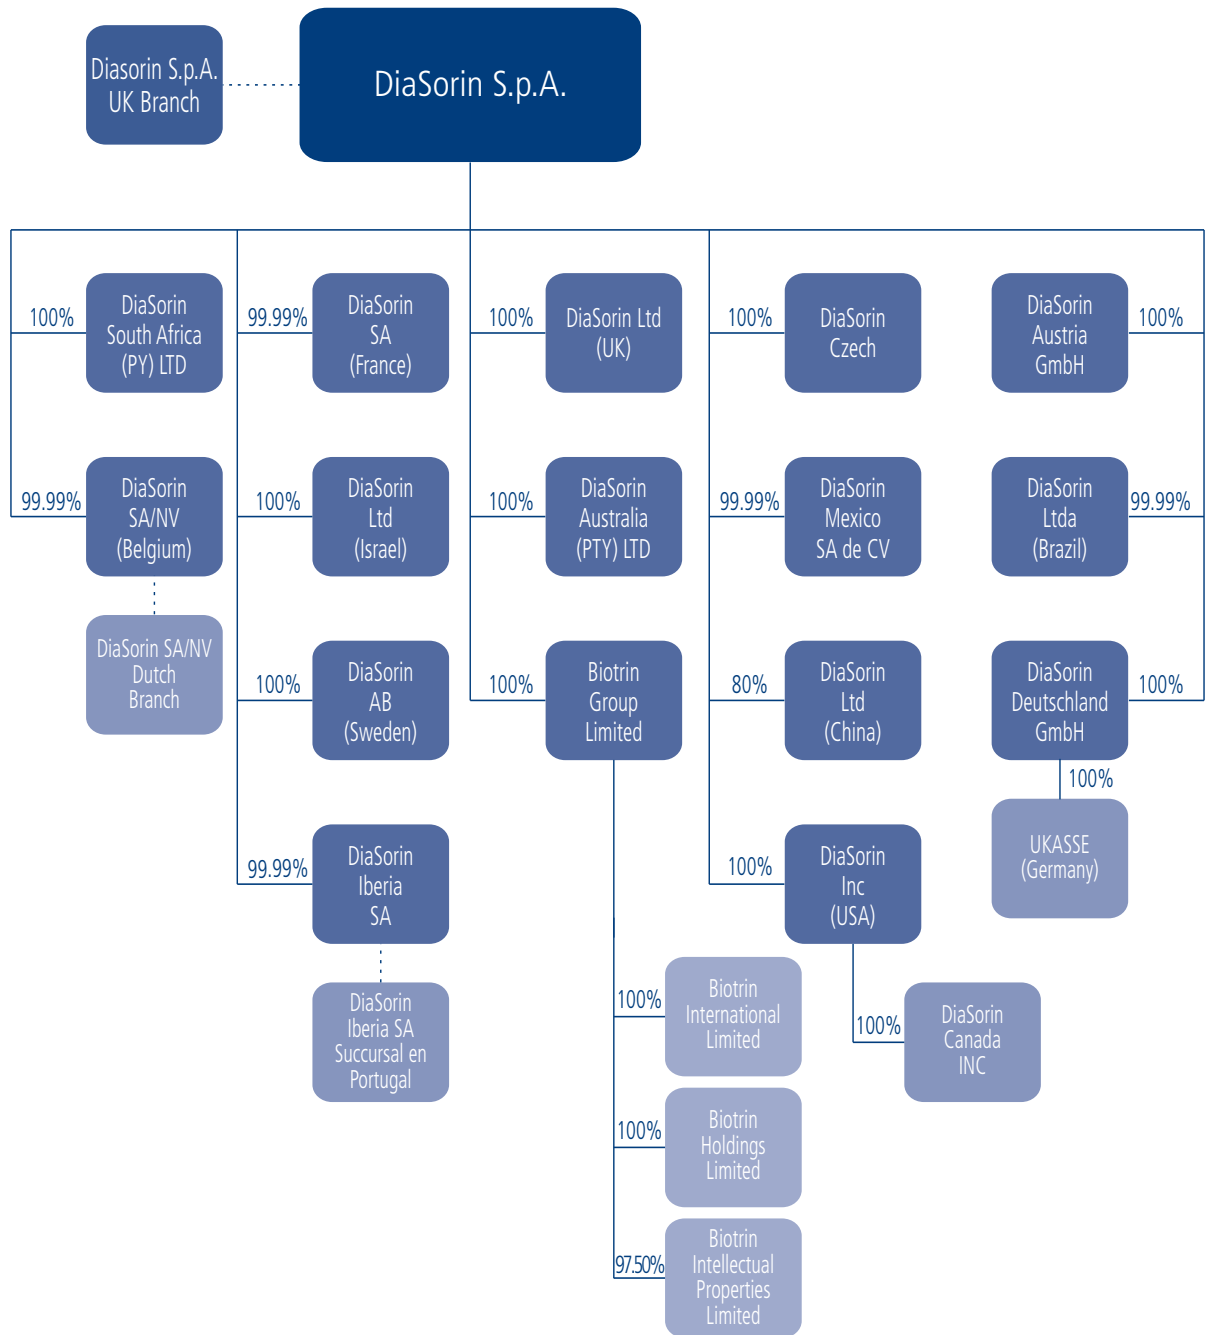 Diasorin S.p.A.
UK Branch
DiaSorin S.p.A.
100%
DiaSorin
South Africa
(PY) LTD
99.99%
DiaSorin
SA
(France)
100%
DiaSorin Ltd
(UK)
100%
DiaSorin
Czech
DiaSorin
Austria
GmbH
100%
99.99%
DiaSorin
SA/NV
(Belgium)
100%
DiaSorin
Ltd
(Israel)
100%
DiaSorin
Australia
(PTY) LTD
99.99%
DiaSorin
Mexico
SA de CV
DiaSorin
Ltda
(Brazil)
99.99%
DiaSorin SA/NV
Dutch
Branch
100%
DiaSorin
AB
(Sweden)
100%
Biotrin
Group
Limited
80%
DiaSorin
Ltd
(China)
DiaSorin
Deutschland
GmbH
100%
100%
UKASSE
(Germany)
99.99%
DiaSorin
Iberia
SA
100%
DiaSorin
Inc
(USA)
DiaSorin
Iberia SA
Succursal en
Portugal
100%
Biotrin
International
Limited
100%
DiaSorin
Canada
INC
100%
Biotrin
Holdings
Limited
97.50%
Biotrin
Intellectual
Properties
Limited